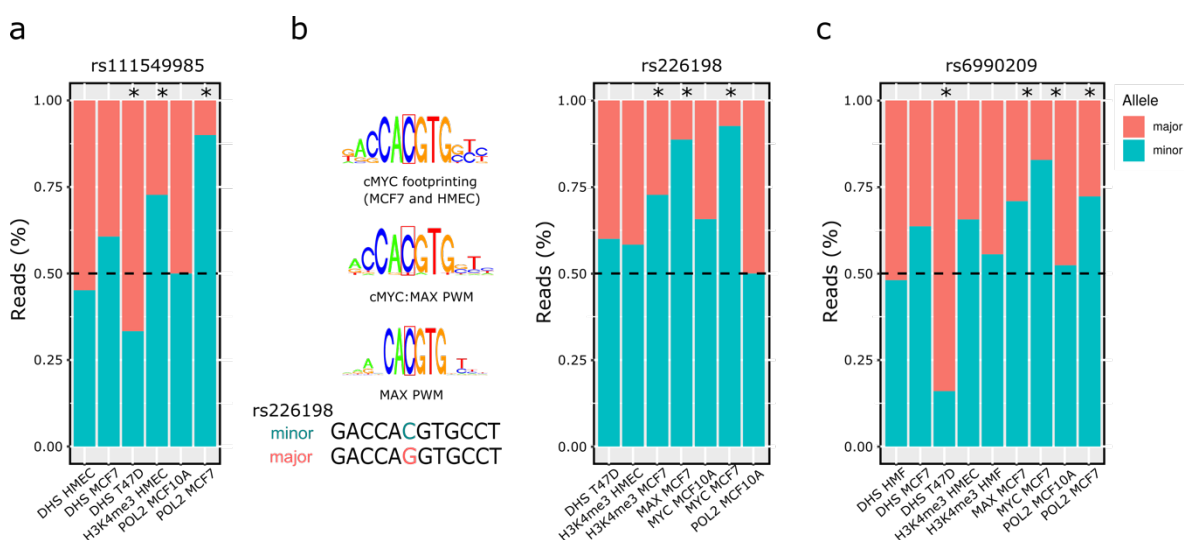 a
b
c
rs111549985
rs226198
rs6990209
* * *
* * *
* * * *
Allele
major
minor
Reads (%)
1.00
0.75
0.50
0.25
0.00
DHS HMEC
DHS MCF7
DHS T47D
H3K4me3 HMEC
POL2 MCF10A
POL2 MCF7
CCACGTG
cMYC footprinting
(MCF7 and HMEC)
CCACGTG
cMYC:MAX PWM
CACGTG
MAX PWM
rs226198
minor GACCACGTGCCT
major GACCAGGTGCCT
Reads (%)
1.00
0.75
0.50
0.25
0.00
DHS T47D
H3K4me3 HMEC
H3K4me3 MCF7
MAX MCF7
MYC MCF10A
MYC MCF7
POL2 MCF10A
Reads (%)
1.00
0.75
0.50
0.25
0.00
DHS HMF
DHS MCF7
DHS T47D
H3K4me3 HMEC
H3K4me3 HMF
MAX MCF7
MYC MCF7
POL2 MCF10A
POL2 MCF7